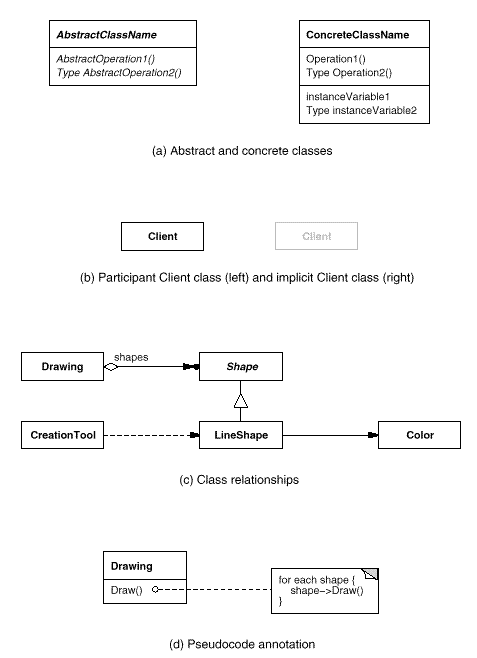 AbstractClassName
AbstractOperation1()
Type AbstractOperation2()
ConcreteClassName
Operation1()
Type Operation2()
instanceVariable1
Type instanceVariable2
(a) Abstract and concrete classes
Client
Client
(b) Participant Client class (left) and implicit Client class (right)
Drawing
shapes
Shape
CreationTool
LineShape
Color
(c) Class relationships
Drawing
Draw()
for each shape {
shape->Draw()
}
(d) Pseudocode annotation